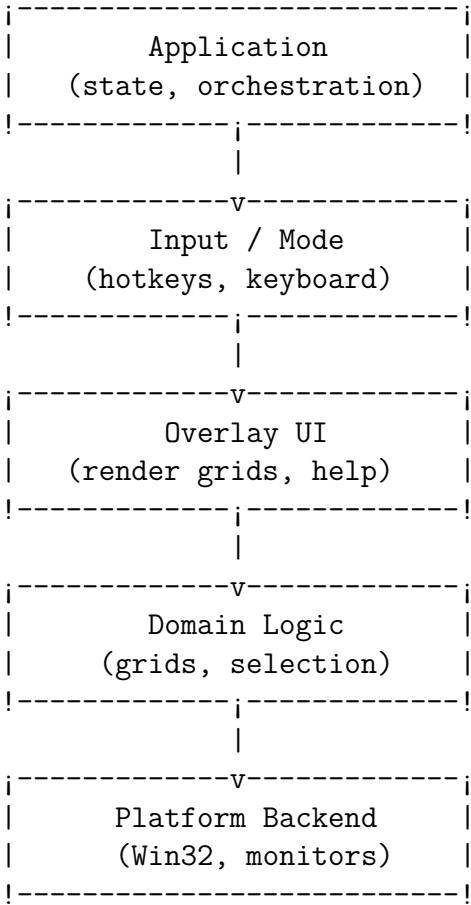 ¡---------------------------¡
|        Application        |
|   (state, orchestration)  |
!-------------¡-------------!
              |
¡-------------v-------------¡
|        Input / Mode       |
|    (hotkeys, keyboard)    |
!-------------¡-------------!
              |
¡-------------v-------------¡
|         Overlay UI        |
|   (render grids, help)    |
!-------------¡-------------!
              |
¡-------------v-------------¡
|        Domain Logic       |
|     (grids, selection)    |
!-------------¡-------------!
              |
¡-------------v-------------¡
|      Platform Backend     |
|      (Win32, monitors)    |
!---------------------------!